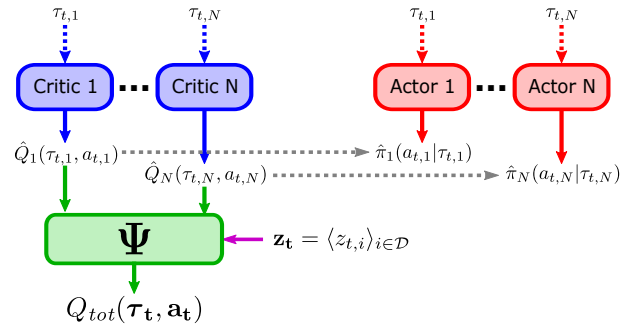 τ_{t,1} τ_{t,N} τ_{t,1} τ_{t,N}
Critic 1 ••• Critic N Actor 1 ••• Actor N
Q̂_1(τ_{t,1}, a_{t,1}) π̂_1(a_{t,1}|τ_{t,1})
Q̂_N(τ_{t,N}, a_{t,N}) π̂_N(a_{t,N}|τ_{t,N})
Ψ z_t = ⟨z_{t,i}⟩_{i∈𝒟}
Q_{tot}(τ_t, a_t)